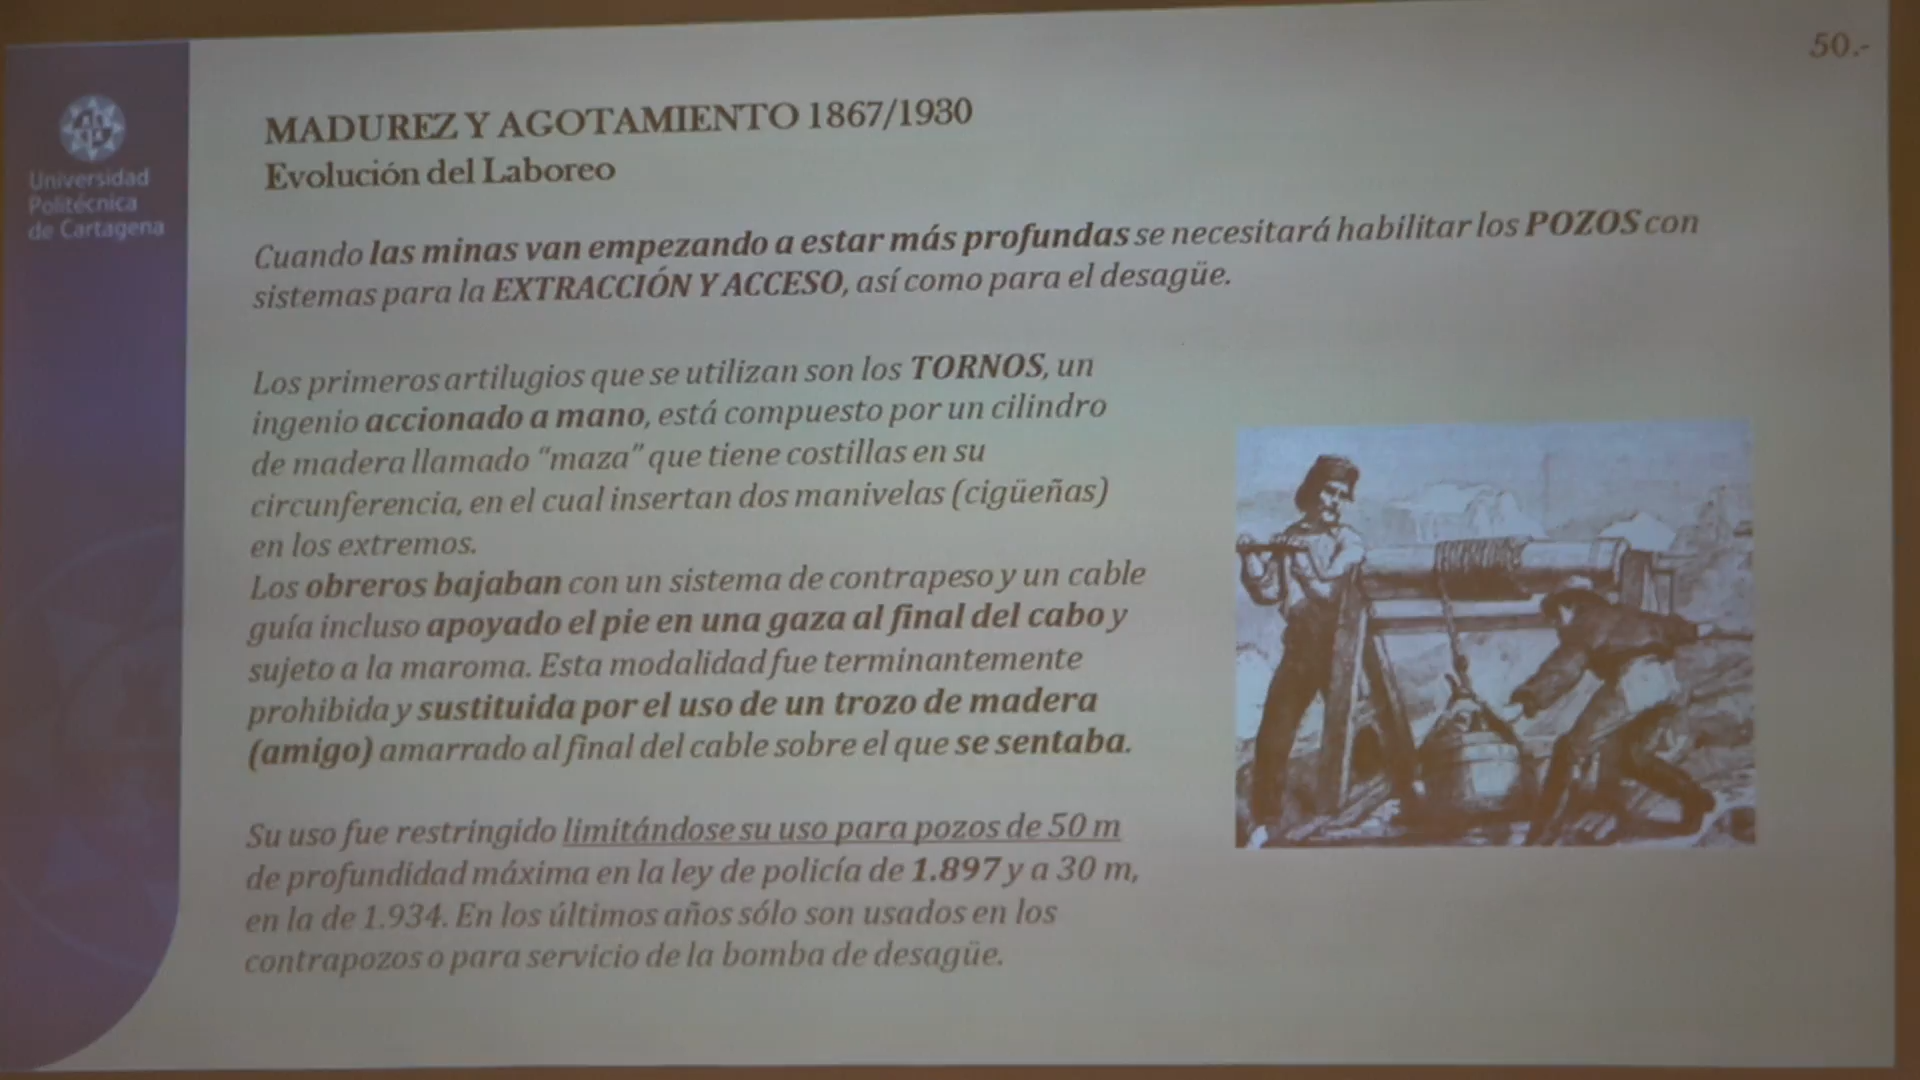 50.-
Universidad
Politécnica
de Cartagena
MADUREZ Y AGOTAMIENTO 1867/1930
Evolución del Laboreo
Cuando las minas van empezando a estar más profundas se necesitará habilitar los POZOS con
sistemas para la EXTRACCIÓN Y ACCESO, así como para el desagüe.
Los primeros artilugios que se utilizan son los TORNOS, un
ingenio accionado a mano, está compuesto por un cilindro
de madera llamado “maza” que tiene costillas en su
circunferencia, en el cual insertan dos manivelas (cigüeñas)
en los extremos.
Los obreros bajaban con un sistema de contrapeso y un cable
guía incluso apoyado el pie en una gaza al final del cabo y
sujeto a la maroma. Esta modalidad fue terminantemente
prohibida y sustituida por el uso de un trozo de madera
(amigo) amarrado al final del cable sobre el que se sentaba.
Su uso fue restringido limitándose su uso para pozos de 50 m
de profundidad máxima en la ley de policía de 1.897 y a 30 m,
en la de 1.934. En los últimos años sólo son usados en los
contrapozos o para servicio de la bomba de desagüe.